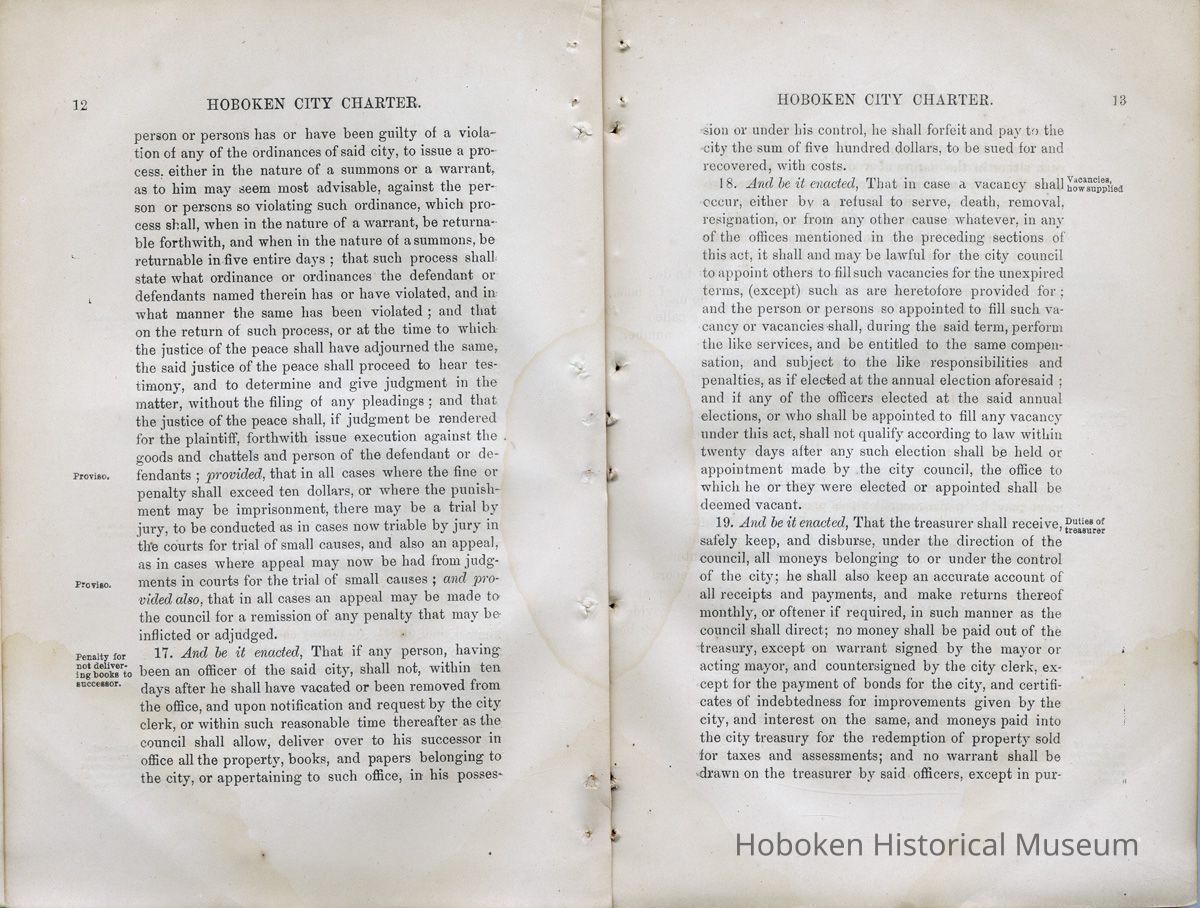 12
HOBOKEN CITY CHARTER.
person or persons has or have been guilty of a viola-
tion of any of the ordinances of said city, to issue a pro-
cess, either in the nature of a summons or a warrant,
as to him may seem most advisable, against the per-
son or persons so violating such ordinance, which pro-
cess shall, when in the nature of a warrant, be returna-
ble forthwith, and when in the nature of a summons, be
returnable in five entire days ; that such process shall
state what ordinance or ordinances the defendant or
defendants named therein has or have violated, and in
what manner the same has been violated ; and that
on the return of such process, or at the time to which
the justice of the peace shall have adjourned the same,
the said justice of the peace shall proceed to hear tes-
timony, and to determine and give judgment in the
matter, without the filing of any pleadings ; and that
the justice of the peace shall, if judgment be rendered
for the plaintiff, forthwith issue execution against the
goods and chattels and person of the defendant or de-
Proviso.
fendants ; provided, that in all cases where the fine or
penalty shall exceed ten dollars, or where the punish-
ment may be imprisonment, there may be a trial by
jury, to be conducted as in cases now triable by jury in
the courts for trial of small causes, and also an appeal,
as in cases where appeal may now be had from judg-
Proviso.
ments in courts for the trial of small causes ; and pro-
vided also, that in all cases an appeal may be made to
the council for a remission of any penalty that may be
inflicted or adjudged.
Penalty for
not deliver-
ing books to
successor.
17. And be it enacted, That if any person, having
been an officer of the said city, shall not, within ten
days after he shall have vacated or been removed from
the office, and upon notification and request by the city
clerk, or within such reasonable time thereafter as the
council shall allow, deliver over to his successor in
office all the property, books, and papers belonging to
the city, or appertaining to such office, in his posses-
HOBOKEN CITY CHARTER.
13
sion or under his control, he shall forfeit and pay to the
city the sum of five hundred dollars, to be sued for and
recovered, with costs.
18. And be it enacted, That in case a vacancy shall
Vacancies,
how supplied
occur, either by a refusal to serve, death, removal,
resignation, or from any other cause whatever, in any
of the offices mentioned in the preceding sections of
this act, it shall and may be lawful for the city council
to appoint others to fill such vacancies for the unexpired
terms, (except) such as are heretofore provided for ;
and the person or persons so appointed to fill such va-
cancy or vacancies shall, during the said term, perform
the like services, and be entitled to the same compen-
sation, and subject to the like responsibilities and
penalties, as if elected at the annual election aforesaid ;
and if any of the officers elected at the said annual
elections, or who shall be appointed to fill any vacancy
under this act, shall not qualify according to law within
twenty days after any such election shall be held or
appointment made by the city council, the office to
which he or they were elected or appointed shall be
deemed vacant.
19. And be it enacted, That the treasurer shall receive,
Duties of
treasurer
safely keep, and disburse, under the direction of the
council, all moneys belonging to or under the control
of the city; he shall also keep an accurate account of
all receipts and payments, and make returns thereof
monthly, or oftener if required, in such manner as the
council shall direct; no money shall be paid out of the
treasury, except on warrant signed by the mayor or
acting mayor, and countersigned by the city clerk, ex-
cept for the payment of bonds for the city, and certifi-
cates of indebtedness for improvements given by the
city, and interest on the same, and moneys paid into
the city treasury for the redemption of property sold
for taxes and assessments; and no warrant shall be
drawn on the treasurer by said officers, except in pur-
Hoboken Historical Museum